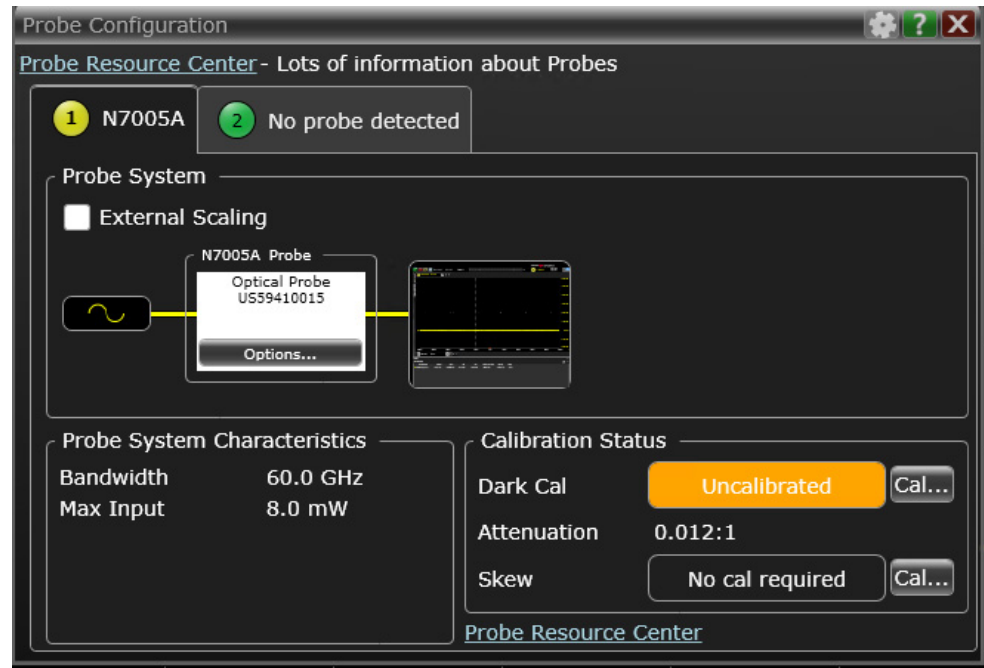 Probe Configuration
?
X
Probe Resource Center - Lots of information about Probes
1 N7005A
2 No probe detected
Probe System
External Scaling
N7005A Probe
Optical Probe
US59410015
Options...
Probe System Characteristics
Bandwidth 60.0 GHz
Max Input 8.0 mW
Calibration Status
Dark Cal Uncalibrated Cal...
Attenuation 0.012:1
Skew No cal required Cal...
Probe Resource Center